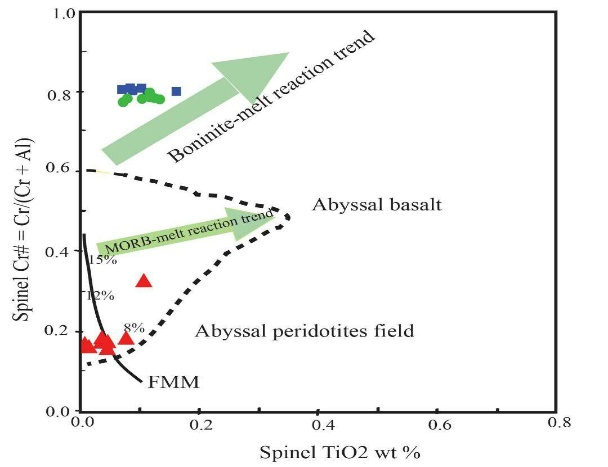 1.0
0.8
0.6
0.4
0.2
0.0
Spinel Cr# = Cr/(Cr + Al)
Boninite-melt reaction trend
Abyssal basalt
MORB-melt reaction trend
15%
12%
8%
Abyssal peridotites field
FMM
0.0
0.2
0.4
0.6
0.8
Spinel TiO2 wt %